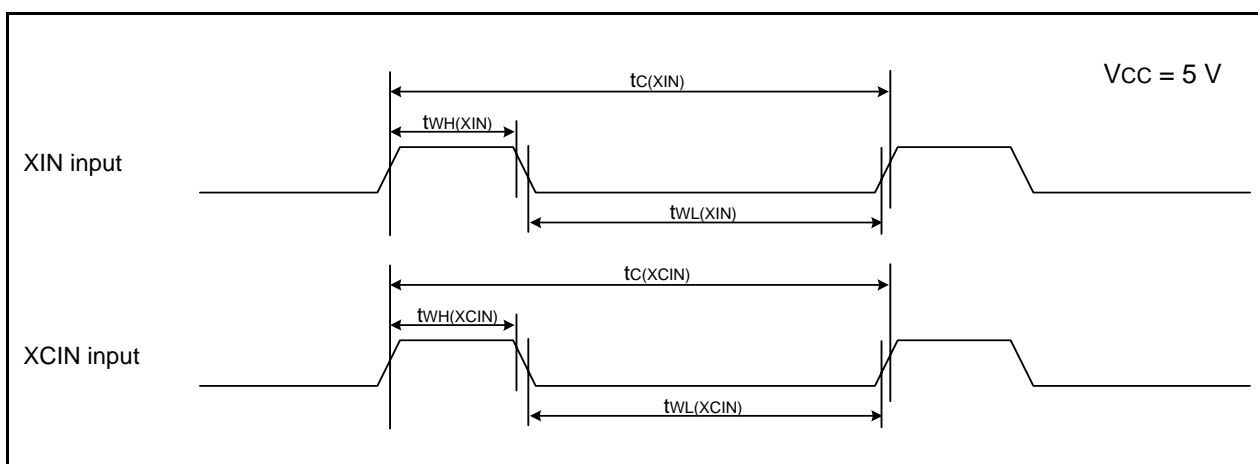 VCC = 5 V
tC(XIN)
tWH(XIN)
XIN input
tWL(XIN)
tC(XCIN)
tWH(XCIN)
XCIN input
tWL(XCIN)